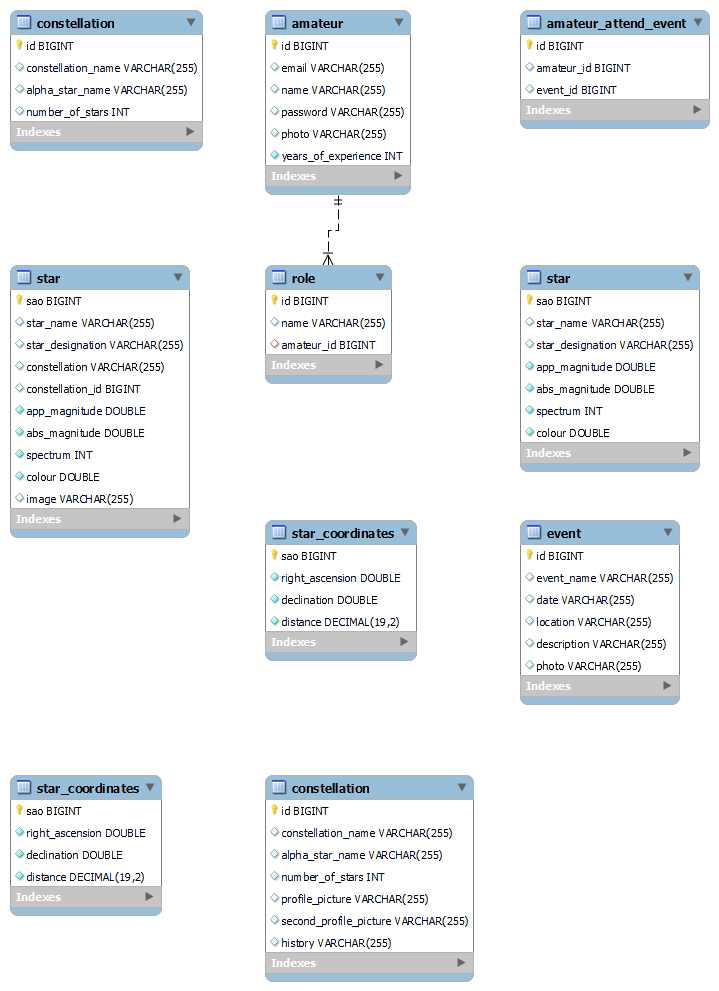 constellation
id BIGINT
constellation_name VARCHAR(255)
alpha_star_name VARCHAR(255)
number_of_stars INT
Indexes
amateur
id BIGINT
email VARCHAR(255)
name VARCHAR(255)
password VARCHAR(255)
photo VARCHAR(255)
years_of_experience INT
Indexes
amateur_attend_event
id BIGINT
amateur_id BIGINT
event_id BIGINT
Indexes
star
sao BIGINT
star_name VARCHAR(255)
star_designation VARCHAR(255)
constellation VARCHAR(255)
constellation_id BIGINT
app_magnitude DOUBLE
abs_magnitude DOUBLE
spectrum INT
colour DOUBLE
image VARCHAR(255)
Indexes
role
id BIGINT
name VARCHAR(255)
amateur_id BIGINT
Indexes
star
sao BIGINT
star_name VARCHAR(255)
star_designation VARCHAR(255)
app_magnitude DOUBLE
abs_magnitude DOUBLE
spectrum INT
colour DOUBLE
Indexes
star_coordinates
sao BIGINT
right_ascension DOUBLE
declination DOUBLE
distance DECIMAL(19,2)
Indexes
event
id BIGINT
event_name VARCHAR(255)
date VARCHAR(255)
location VARCHAR(255)
description VARCHAR(255)
photo VARCHAR(255)
Indexes
star_coordinates
sao BIGINT
right_ascension DOUBLE
declination DOUBLE
distance DECIMAL(19,2)
Indexes
constellation
id BIGINT
constellation_name VARCHAR(255)
alpha_star_name VARCHAR(255)
number_of_stars INT
profile_picture VARCHAR(255)
second_profile_picture VARCHAR(255)
history VARCHAR(255)
Indexes